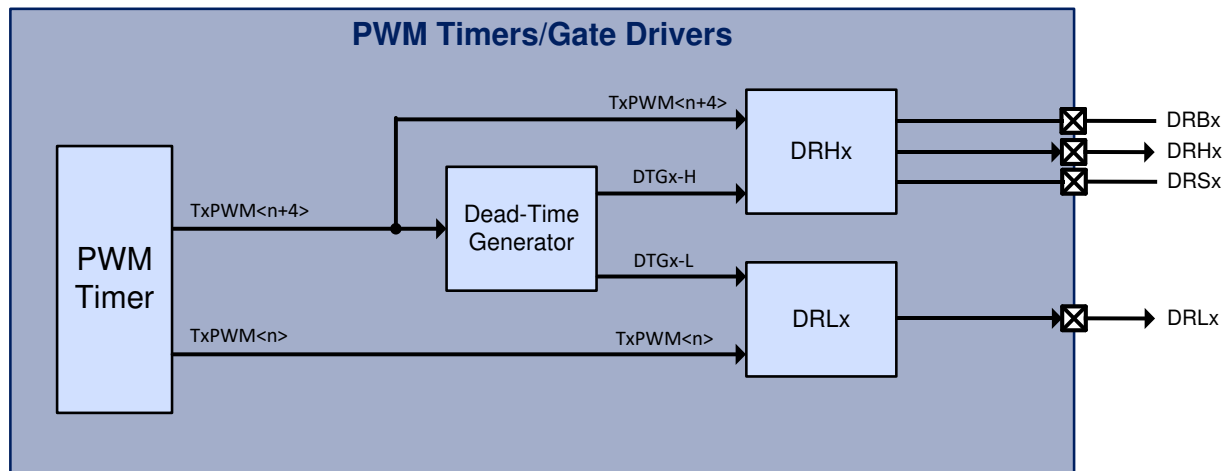 PWM Timers/Gate Drivers
TxPWM<n+4>
DRBx
DRHx
DRHx
DTGx-H
DRSx
TxPWM<n+4>
Dead-Time
Generator
PWM
Timer
DTGx-L
DRLx
DRLx
TxPWM<n>
TxPWM<n>